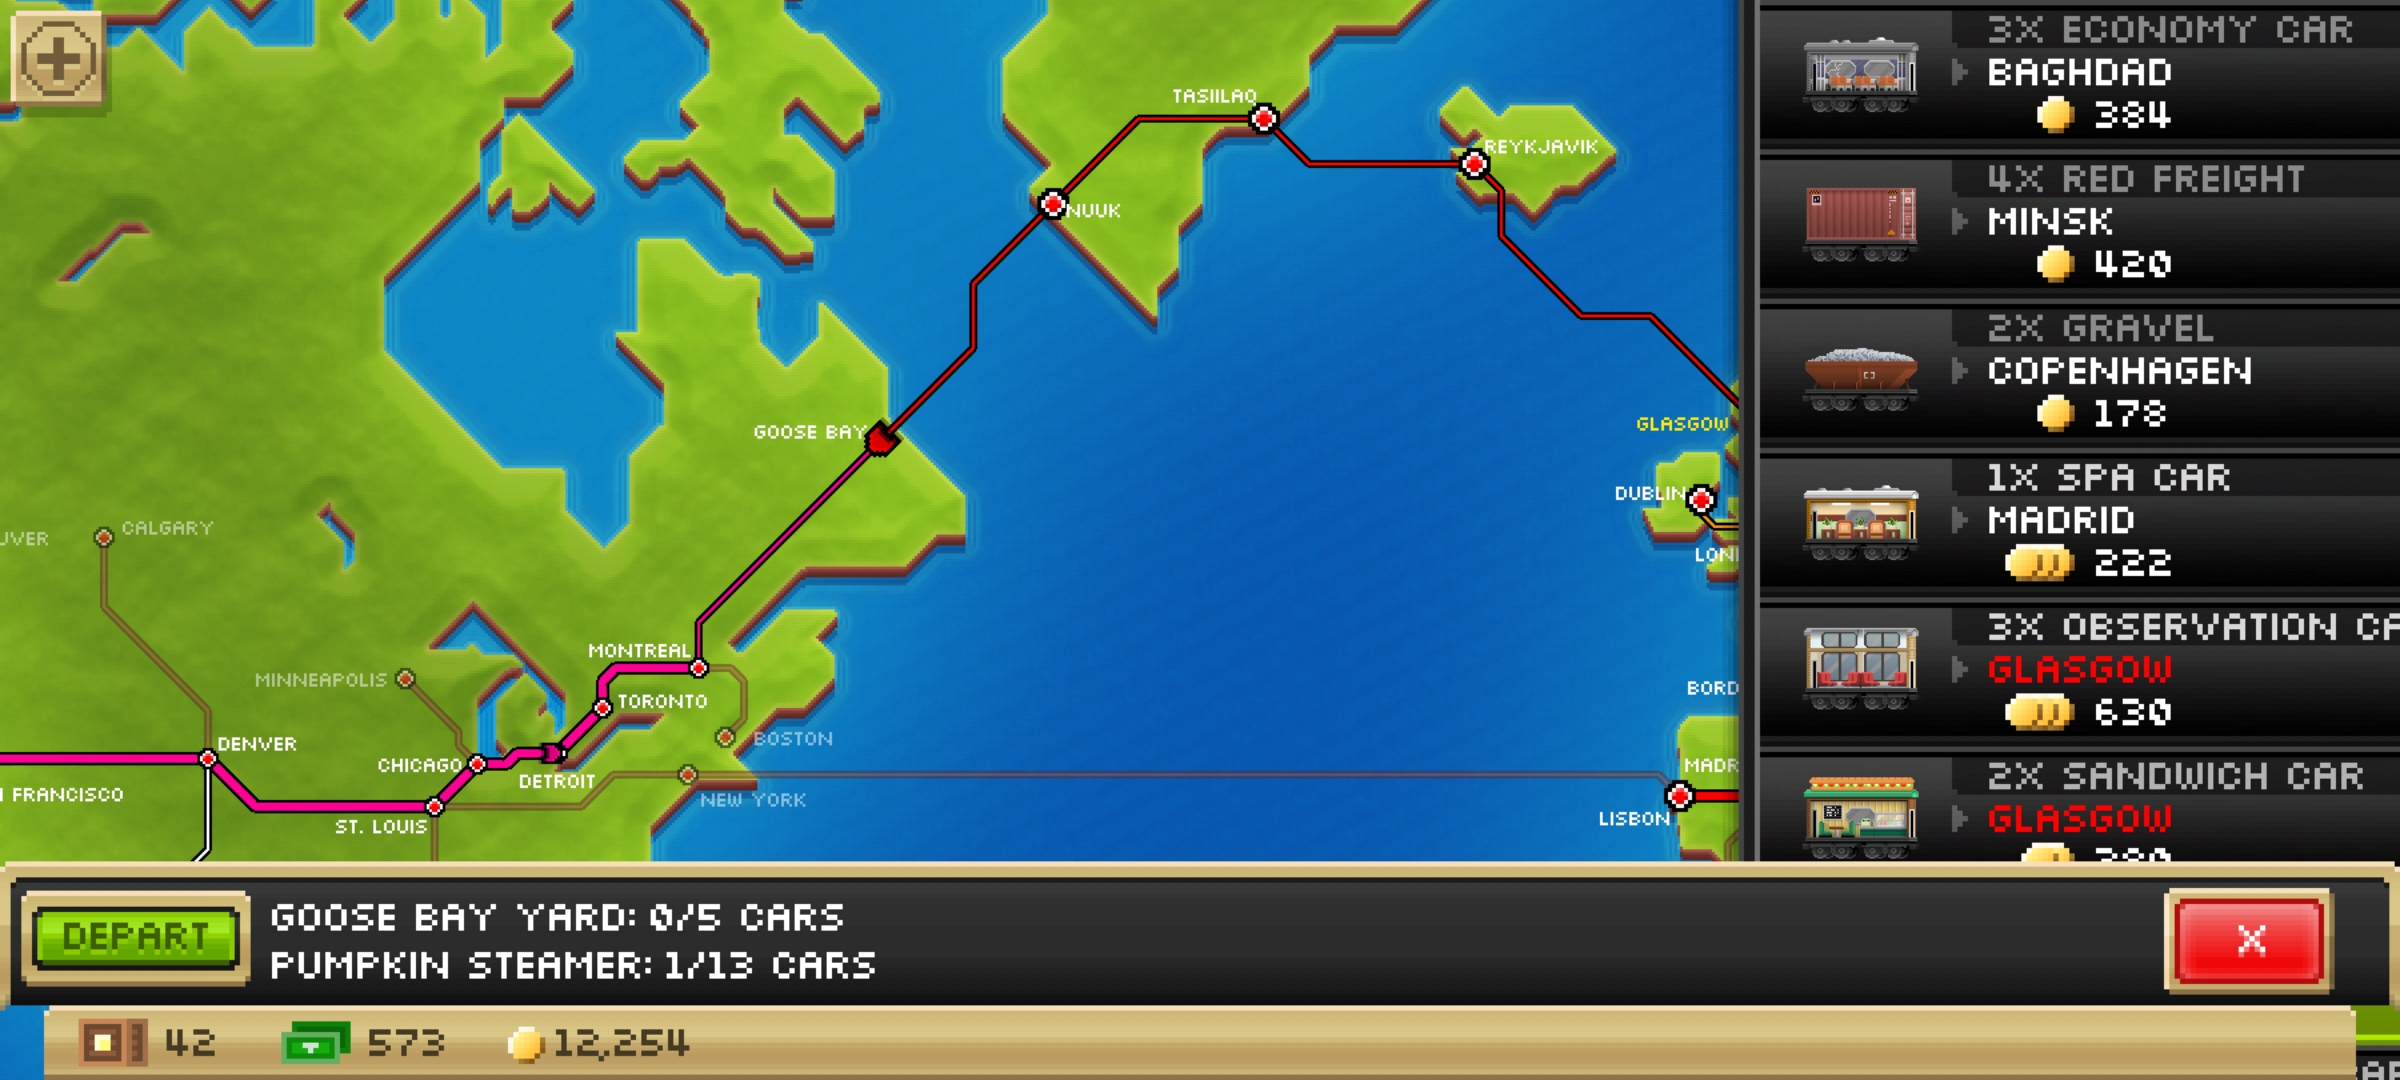 TASIILAQ
REYKJAVIK
NUUK
GOOSE BAY
GLASGOW
DUBLIN
CALGARY
MONTREAL
MINNEAPOLIS
TORONTO
BOSTON
DENVER
CHICAGO
DETROIT
FRANCISCO
NEW YORK
ST. LOUIS
LISBON
3X ECONOMY CAR
BAGHDAD
384
4X RED FREIGHT
MINSK
420
2X GRAVEL
COPENHAGEN
178
1X SPA CAR
MADRID
222
3X OBSERVATION
GLASGOW
630
2X SANDWICH CAR
GLASGOW
DEPART
GOOSE BAY YARD: 0/5 CARS
PUMPKIN STEAMER: 1/13 CARS
X
42
573
12,254